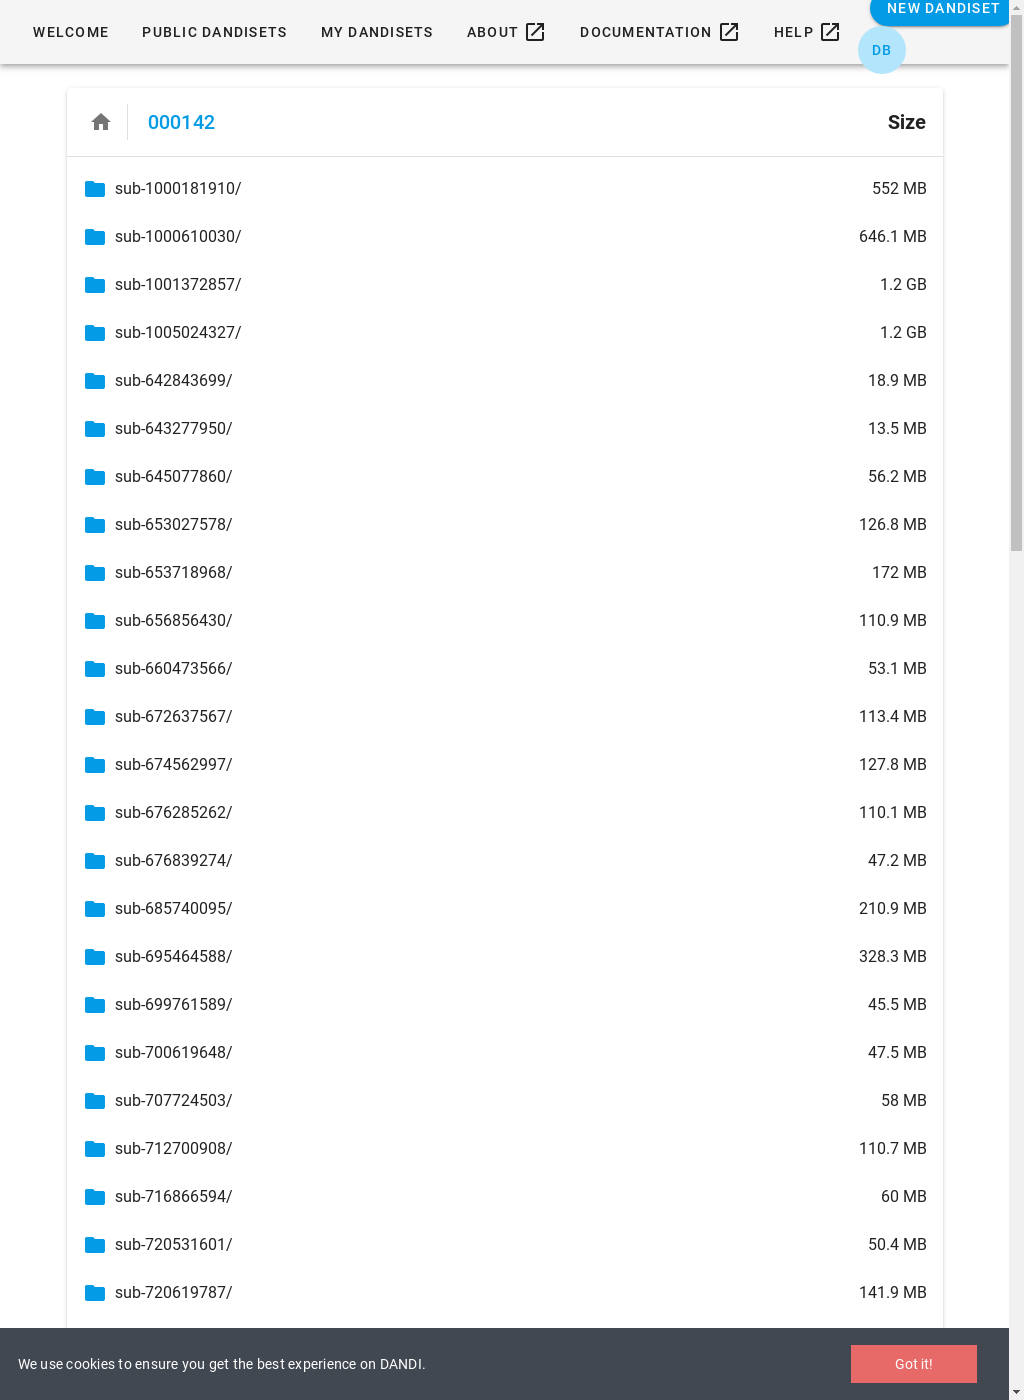 WELCOME PUBLIC DANDISETS MY DANDISETS ABOUT DOCUMENTATION HELP NEW DANDISET
DB
000142 Size
sub-1000181910/ 552 MB
sub-1000610030/ 646.1 MB
sub-1001372857/ 1.2 GB
sub-1005024327/ 1.2 GB
sub-642843699/ 18.9 MB
sub-643277950/ 13.5 MB
sub-645077860/ 56.2 MB
sub-653027578/ 126.8 MB
sub-653718968/ 172 MB
sub-656856430/ 110.9 MB
sub-660473566/ 53.1 MB
sub-672637567/ 113.4 MB
sub-674562997/ 127.8 MB
sub-676285262/ 110.1 MB
sub-676839274/ 47.2 MB
sub-685740095/ 210.9 MB
sub-695464588/ 328.3 MB
sub-699761589/ 45.5 MB
sub-700619648/ 47.5 MB
sub-707724503/ 58 MB
sub-712700908/ 110.7 MB
sub-716866594/ 60 MB
sub-720531601/ 50.4 MB
sub-720619787/ 141.9 MB
We use cookies to ensure you get the best experience on DANDI. Got it!